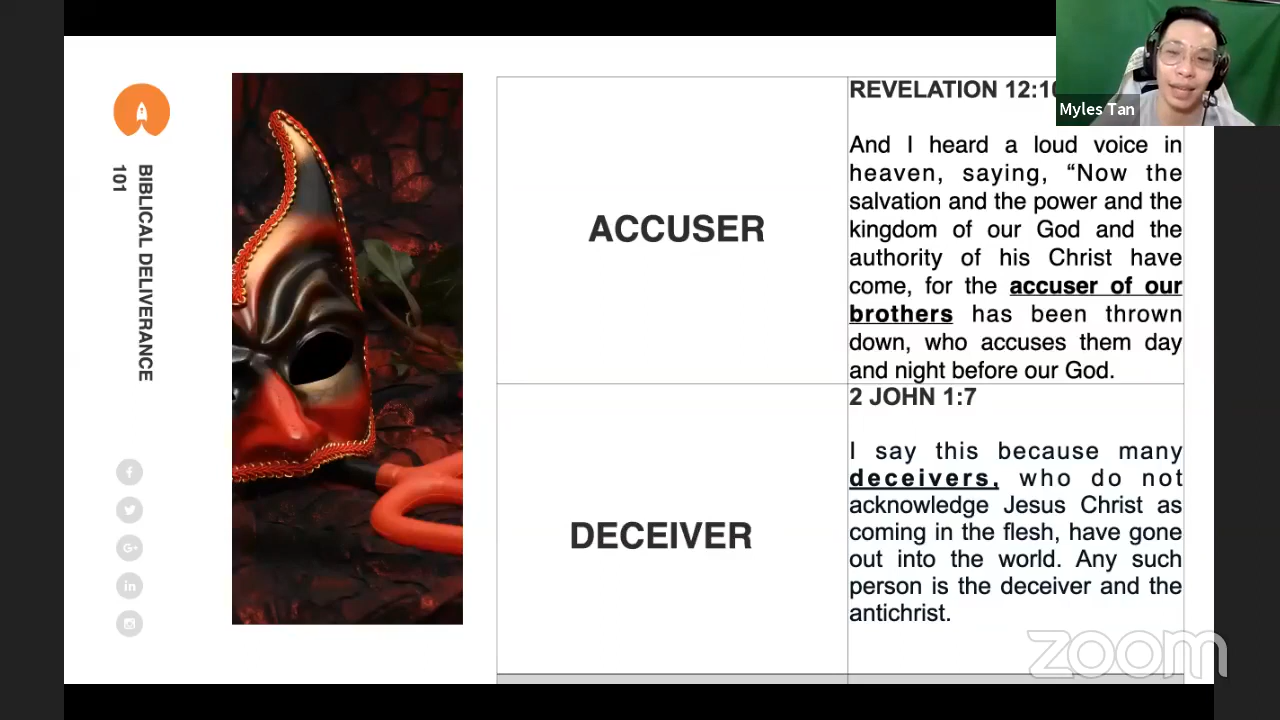 BIBLICAL DELIVERANCE
101
ACCUSER
REVELATION 12:10
And I heard a loud voice in
heaven, saying, “Now the
salvation and the power and the
kingdom of our God and the
authority of his Christ have
come, for the accuser of our
brothers has been thrown
down, who accuses them day
and night before our God.
DECEIVER
2 JOHN 1:7
I say this because many
deceivers, who do not
acknowledge Jesus Christ as
coming in the flesh, have gone
out into the world. Any such
person is the deceiver and the
antichrist.
Myles Tan
zoom
f
G+
in